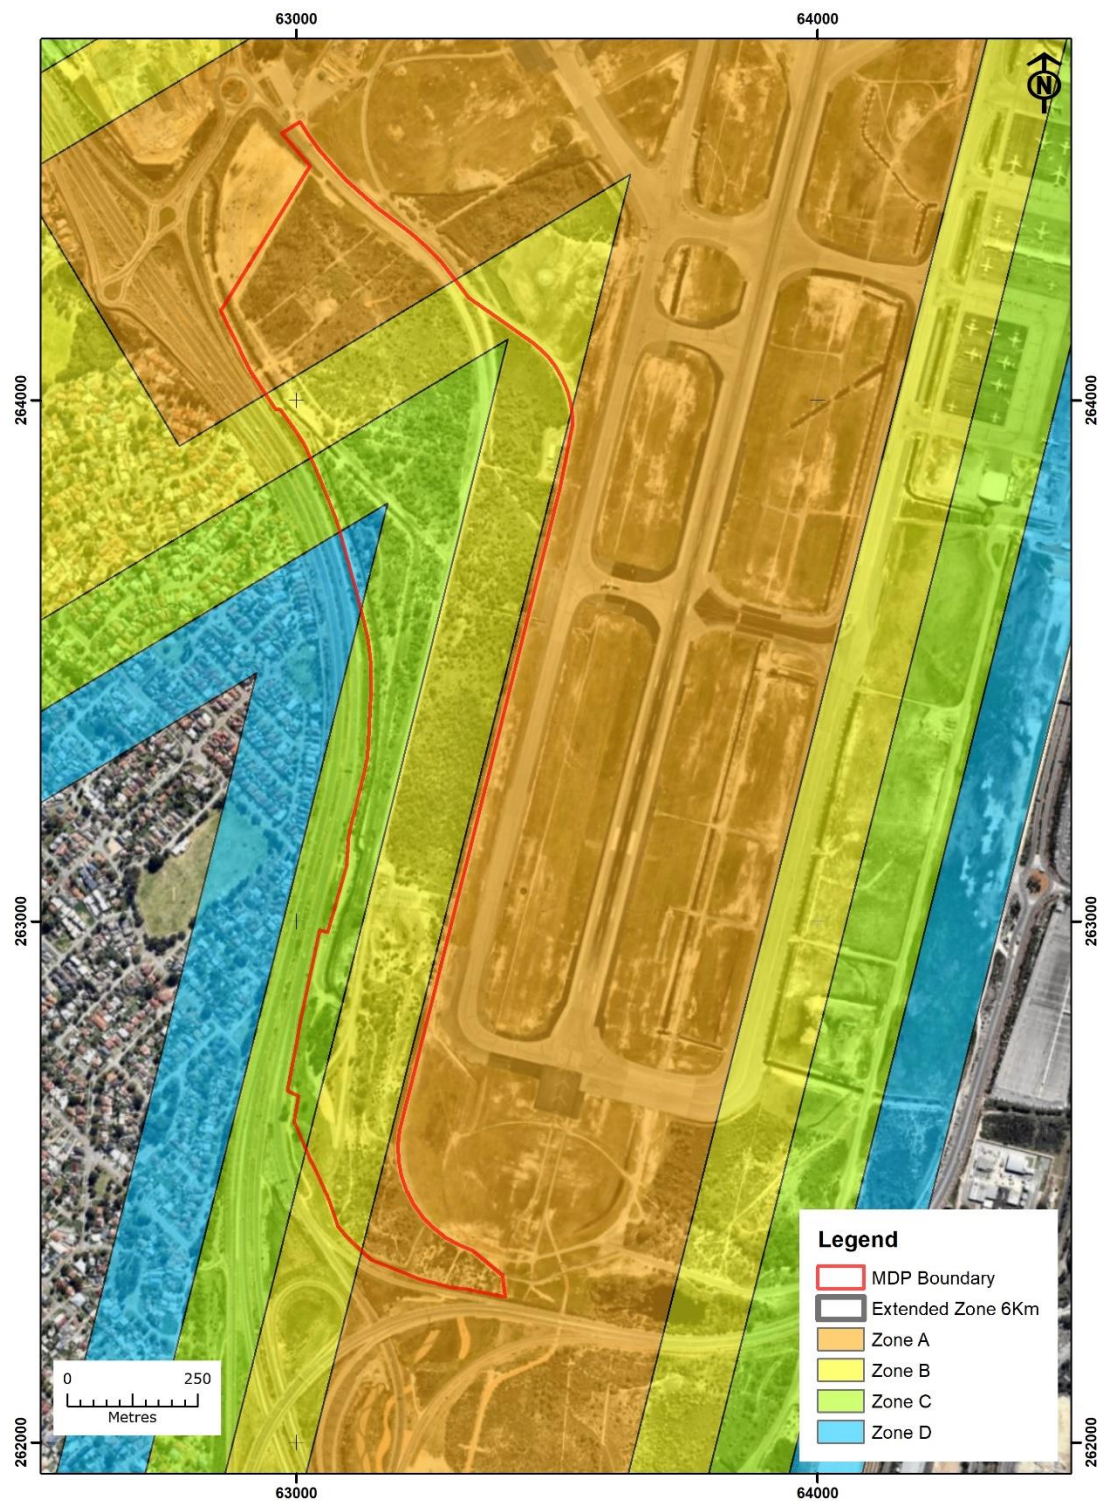 63000
64000
N
264000
264000
263000
263000
Legend
MDP Boundary
Extended Zone 6Km
Zone A
Zone B
Zone C
Zone D
0 250
Metres
262000
262000
63000
64000